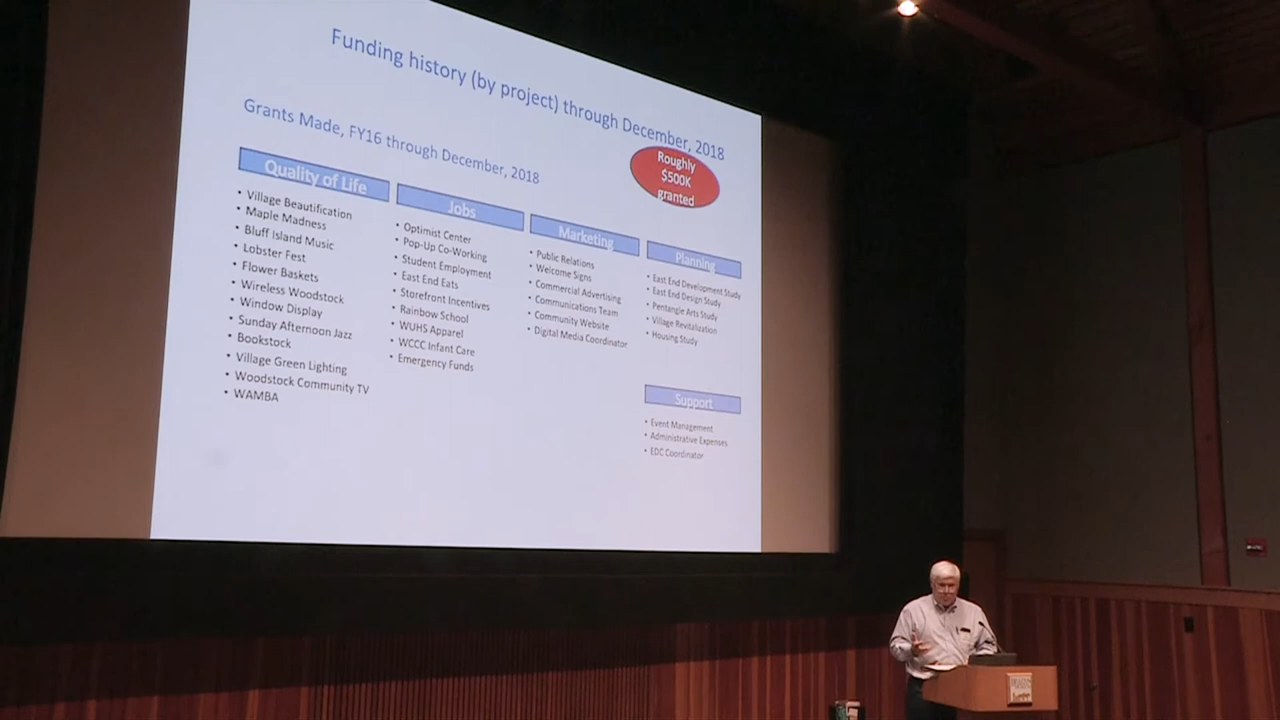 Funding history (by project) through December, 2018
Grants Made, FY16 through December, 2018
Roughly
$500K
granted
Quality of Life
• Village Beautification
• Maple Madness
• Bluff Island Music
• Lobster Fest
• Flower Baskets
• Wireless Woodstock
• Window Display
• Sunday Afternoon Jazz
• Bookstock
• Village Green Lighting
• Woodstock Community TV
• WAMBA
Jobs
• Optimist Center
• Pop-Up Co-Working
• Student Employment
• East End Eats
• Storefront Incentives
• Rainbow School
• WUHS Apparel
• WCCC Infant Care
• Emergency Funds
Marketing
• Public Relations
• Welcome Signs
• Commercial Advertising
• Communications Team
• Community Website
• Digital Media Coordinator
Planning
• East End Development Study
• East End Design Study
• Pentangle Arts Study
• Village Revitalization
• Housing Study
Support
• Event Management
• Administrative Expenses
• EDC Coordinator